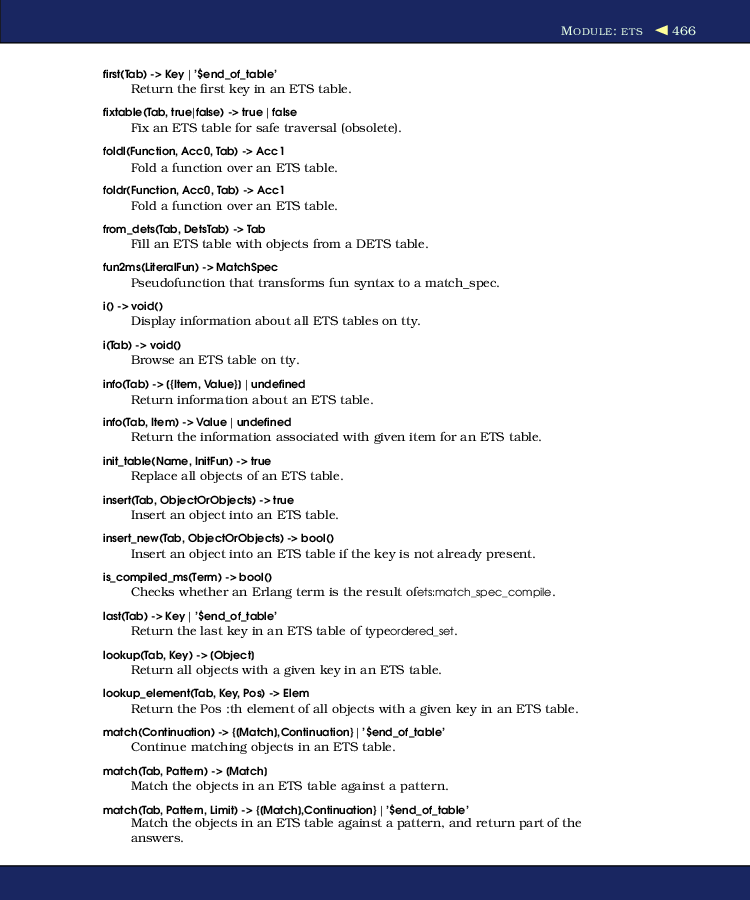 MODULE: ETS ◀ 466
first(Tab) -> Key | '$end_of_table'
Return the first key in an ETS table.
fixtable(Tab, true|false) -> true | false
Fix an ETS table for safe traversal (obsolete).
foldl(Function, Acc0, Tab) -> Acc1
Fold a function over an ETS table.
foldr(Function, Acc0, Tab) -> Acc1
Fold a function over an ETS table.
from_dets(Tab, DetsTab) -> Tab
Fill an ETS table with objects from a DETS table.
fun2ms(LiteralFun) -> MatchSpec
Pseudofunction that transforms fun syntax to a match_spec.
i() -> void()
Display information about all ETS tables on tty.
i(Tab) -> void()
Browse an ETS table on tty.
info(Tab) -> [{Item, Value}] | undefined
Return information about an ETS table.
info(Tab, Item) -> Value | undefined
Return the information associated with given item for an ETS table.
init_table(Name, InitFun) -> true
Replace all objects of an ETS table.
insert(Tab, ObjectOrObjects) -> true
Insert an object into an ETS table.
insert_new(Tab, ObjectOrObjects) -> bool()
Insert an object into an ETS table if the key is not already present.
is_compiled_ms(Term) -> bool()
Checks whether an Erlang term is the result ofets:match_spec_compile.
last(Tab) -> Key | '$end_of_table'
Return the last key in an ETS table of typeordered_set.
lookup(Tab, Key) -> [Object]
Return all objects with a given key in an ETS table.
lookup_element(Tab, Key, Pos) -> Elem
Return the Pos :th element of all objects with a given key in an ETS table.
match(Continuation) -> {[Match],Continuation} | '$end_of_table'
Continue matching objects in an ETS table.
match(Tab, Pattern) -> [Match]
Match the objects in an ETS table against a pattern.
match(Tab, Pattern, Limit) -> {[Match],Continuation} | '$end_of_table'
Match the objects in an ETS table against a pattern, and return part of the
answers.